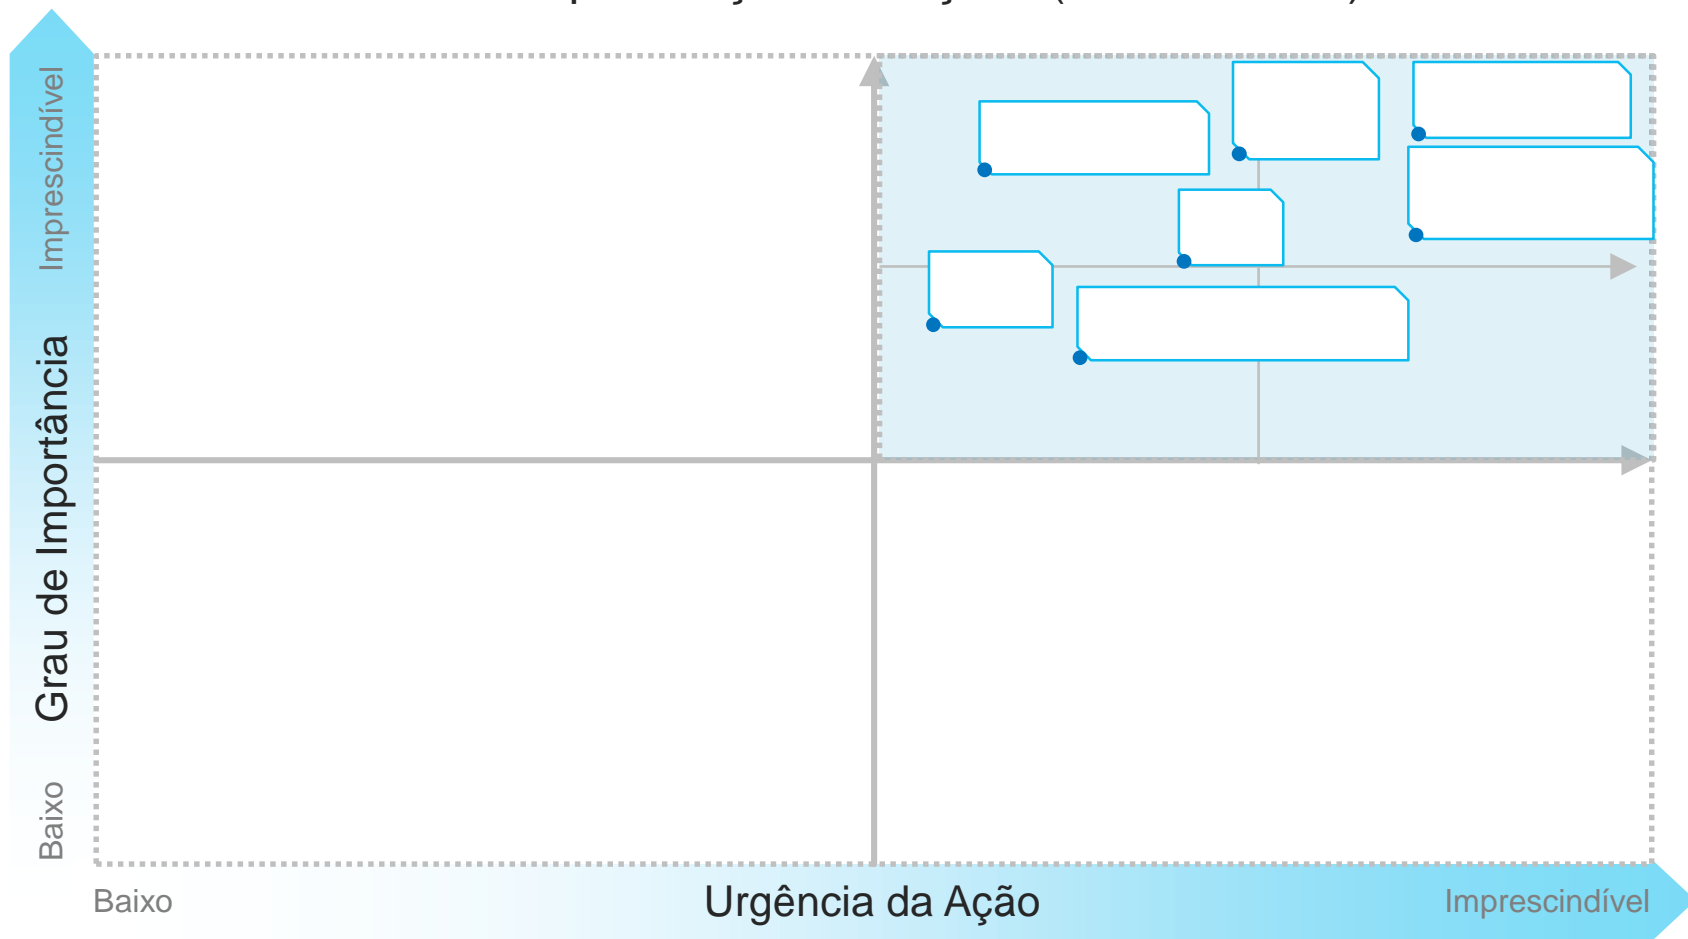 Imprescindível
Grau de Importância
Baixo
Baixo
Urgência da Ação
Imprescindível